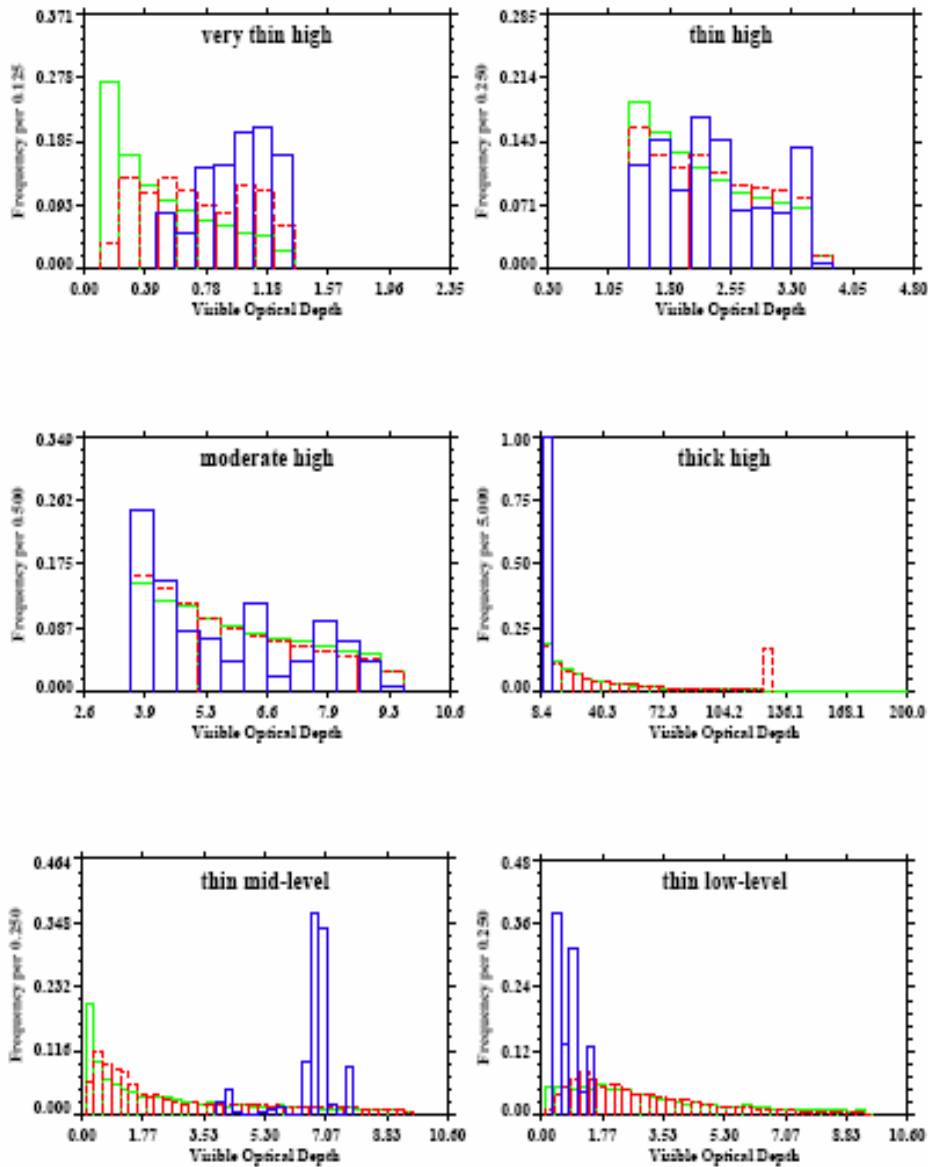 very thin high
Frequency per 0.125
0.371
0.278
0.185
0.093
0.000
0.00 0.39 0.78 1.18 1.57 1.96 2.35
Visible Optical Depth
thin high
Frequency per 0.250
0.285
0.214
0.143
0.071
0.000
0.30 1.05 1.80 2.55 3.30 4.05 4.80
Visible Optical Depth
moderate high
Frequency per 0.500
0.349
0.262
0.175
0.087
0.000
2.6 3.9 5.3 6.6 7.9 9.3 10.6
Visible Optical Depth
thick high
Frequency per 5.000
1.00
0.75
0.50
0.25
0.00
8.4 40.3 72.3 104.2 136.1 168.1 200.0
Visible Optical Depth
thin mid-level
Frequency per 0.250
0.464
0.348
0.232
0.116
0.000
0.00 1.77 3.53 5.30 7.07 8.83 10.60
Visible Optical Depth
thin low-level
Frequency per 0.250
0.48
0.36
0.24
0.12
0.00
0.00 1.77 3.53 5.30 7.07 8.83 10.60
Visible Optical Depth